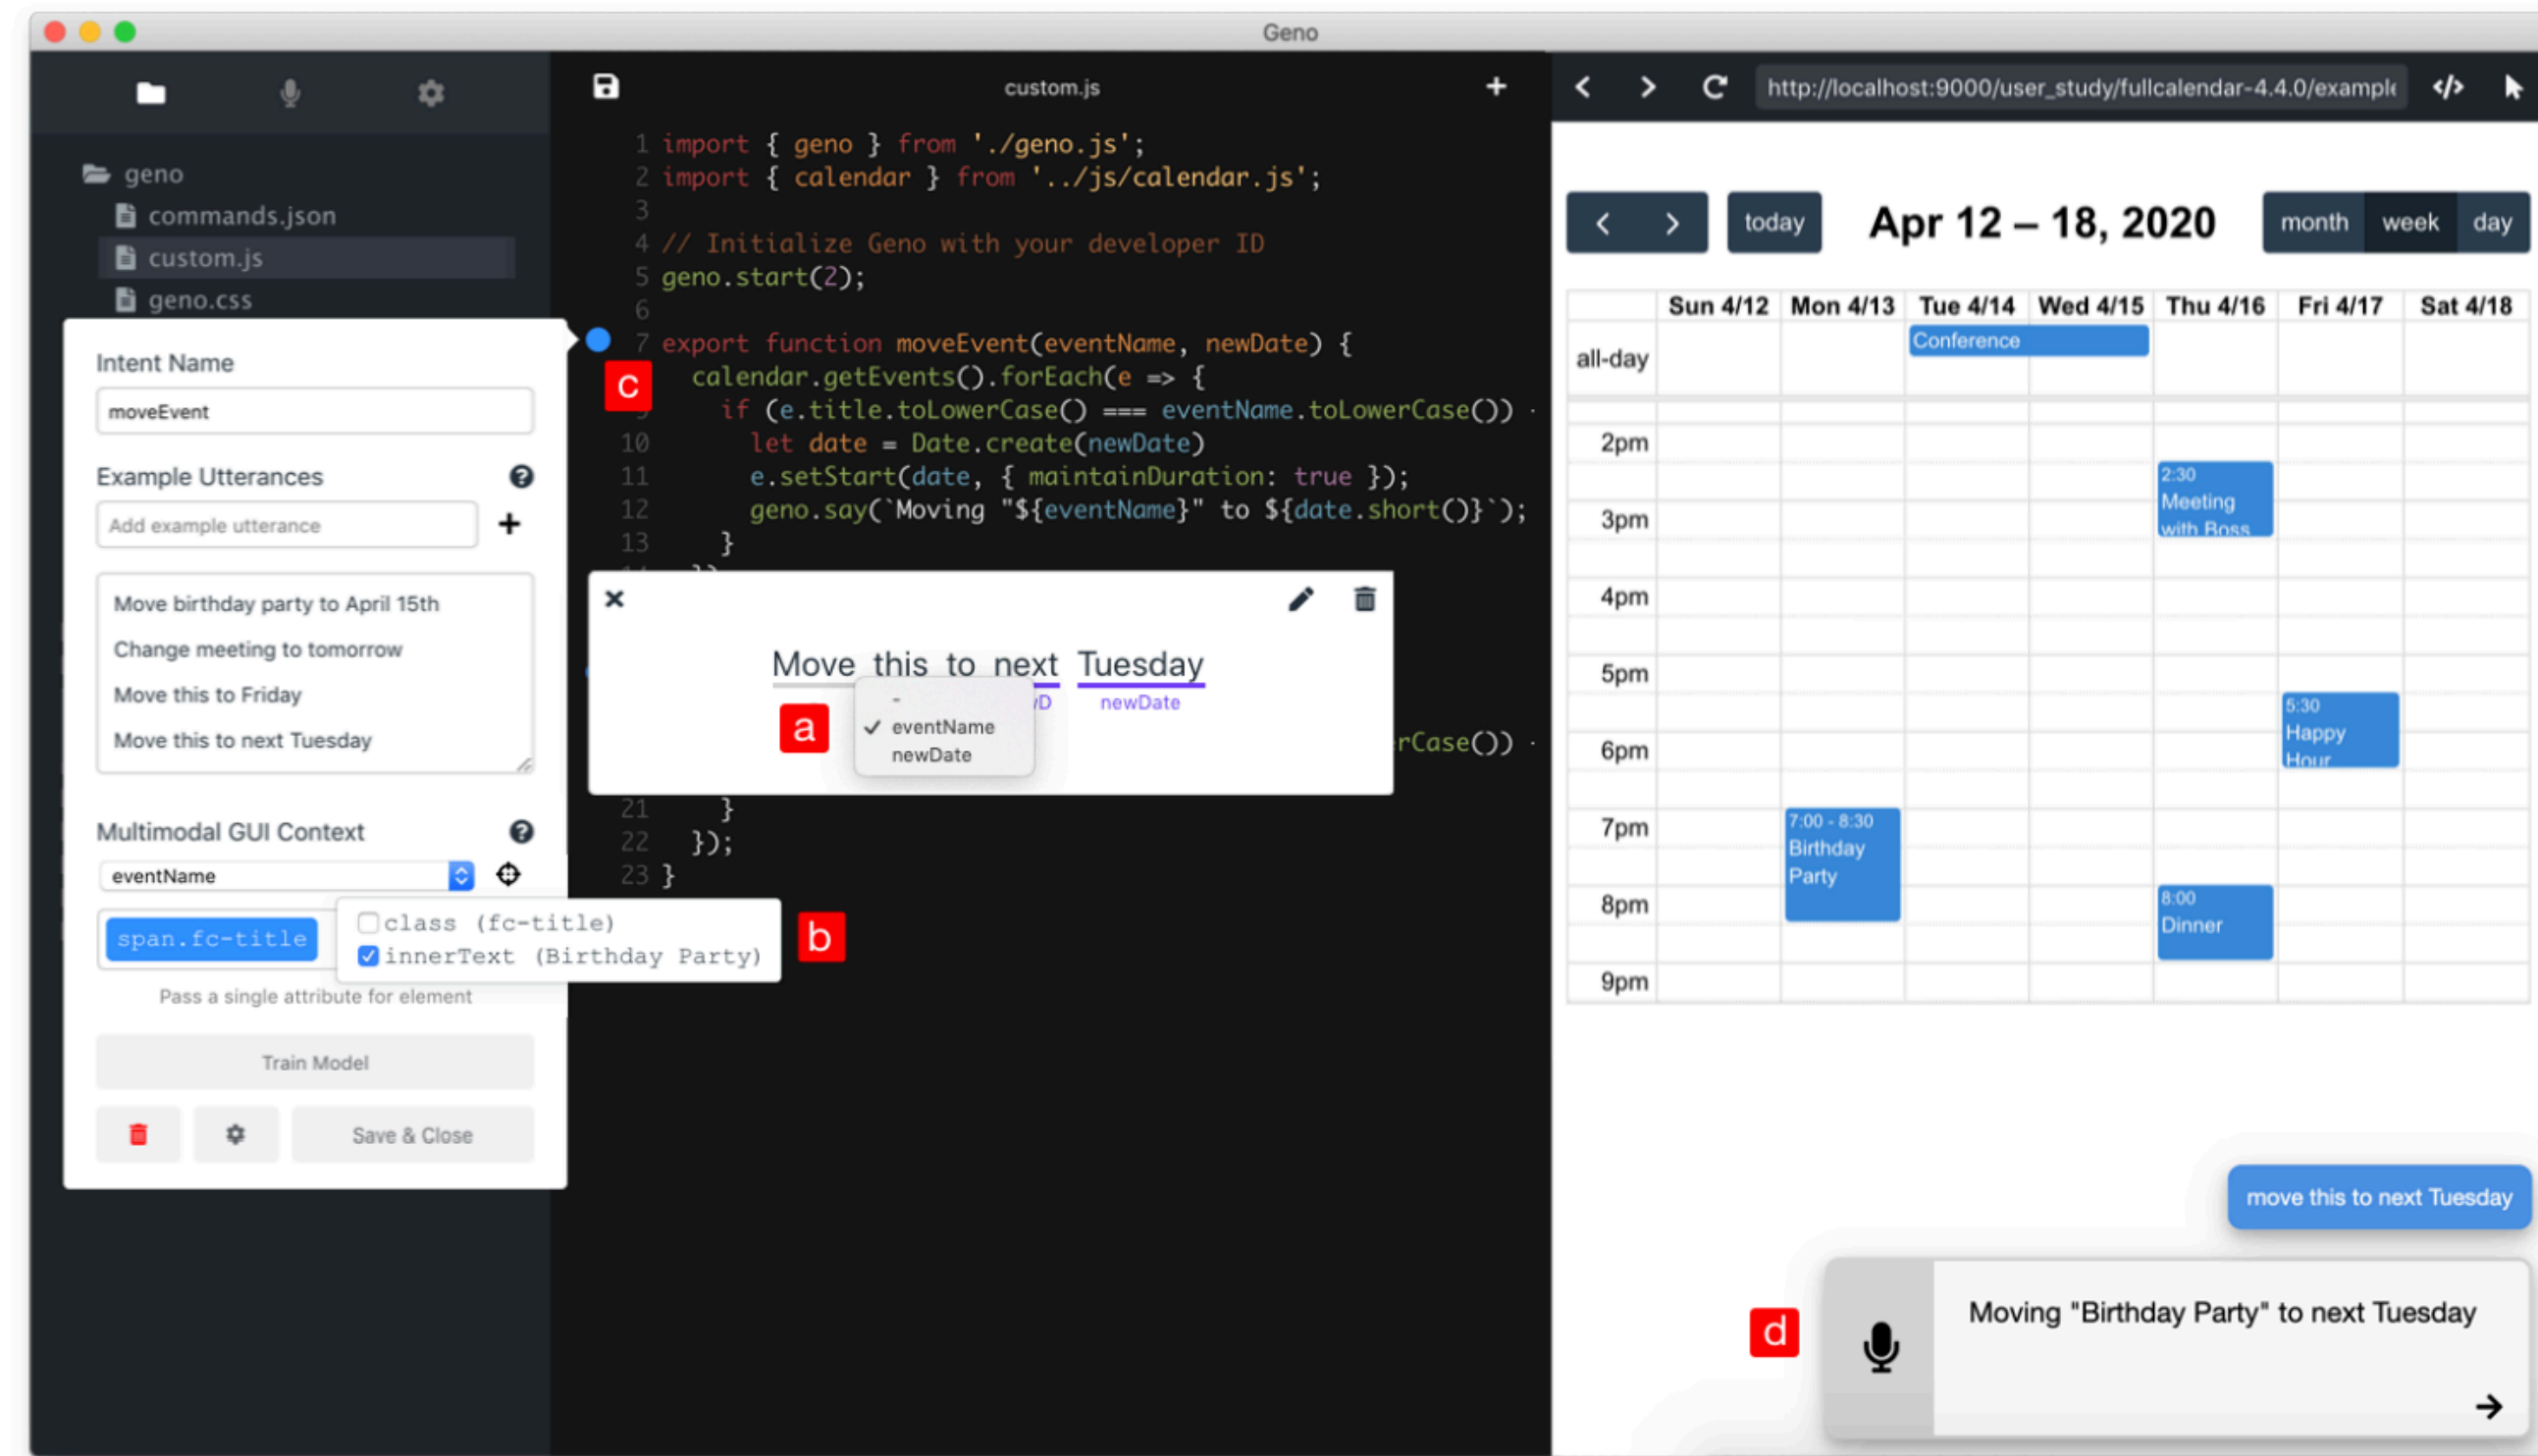 Geno
geno
commands.json
custom.js
geno.css
Intent Name
moveEvent
Example Utterances
Add example utterance
Move birthday party to April 15th
Change meeting to tomorrow
Move this to Friday
Move this to next Tuesday
Multimodal GUI Context
eventName
span.fc-title
class (fc-title)
innerText (Birthday Party)
b
Pass a single attribute for element
Train Model
Save & Close
custom.js
1 import { geno } from './geno.js';
2 import { calendar } from '../js/calendar.js';
3
4 // Initialize Geno with your developer ID
5 geno.start(2);
6
7 export function moveEvent(eventName, newDate) {
c
calendar.getEvents().forEach(e => {
if (e.title.toLowerCase() === eventName.toLowerCase())
10 let date = Date.create(newDate)
11 e.setStart(date, { maintainDuration: true });
12 geno.say(`Moving "${eventName}" to ${date.short()}`);
13 }
Move this to next Tuesday
newDate
a
-
eventName
newDate
rCase())
21 }
22 });
23 }
http://localhost:9000/user_study/fullcalendar-4.4.0/example
today
Apr 12 – 18, 2020
month week day
Sun 4/12 Mon 4/13 Tue 4/14 Wed 4/15 Thu 4/16 Fri 4/17 Sat 4/18
all-day
Conference
2pm
2:30
Meeting
with Boss
3pm
4pm
5pm
5:30
Happy
Hour
6pm
7pm
7:00 - 8:30
Birthday
Party
8pm
8:00
Dinner
9pm
move this to next Tuesday
d
Moving "Birthday Party" to next Tuesday